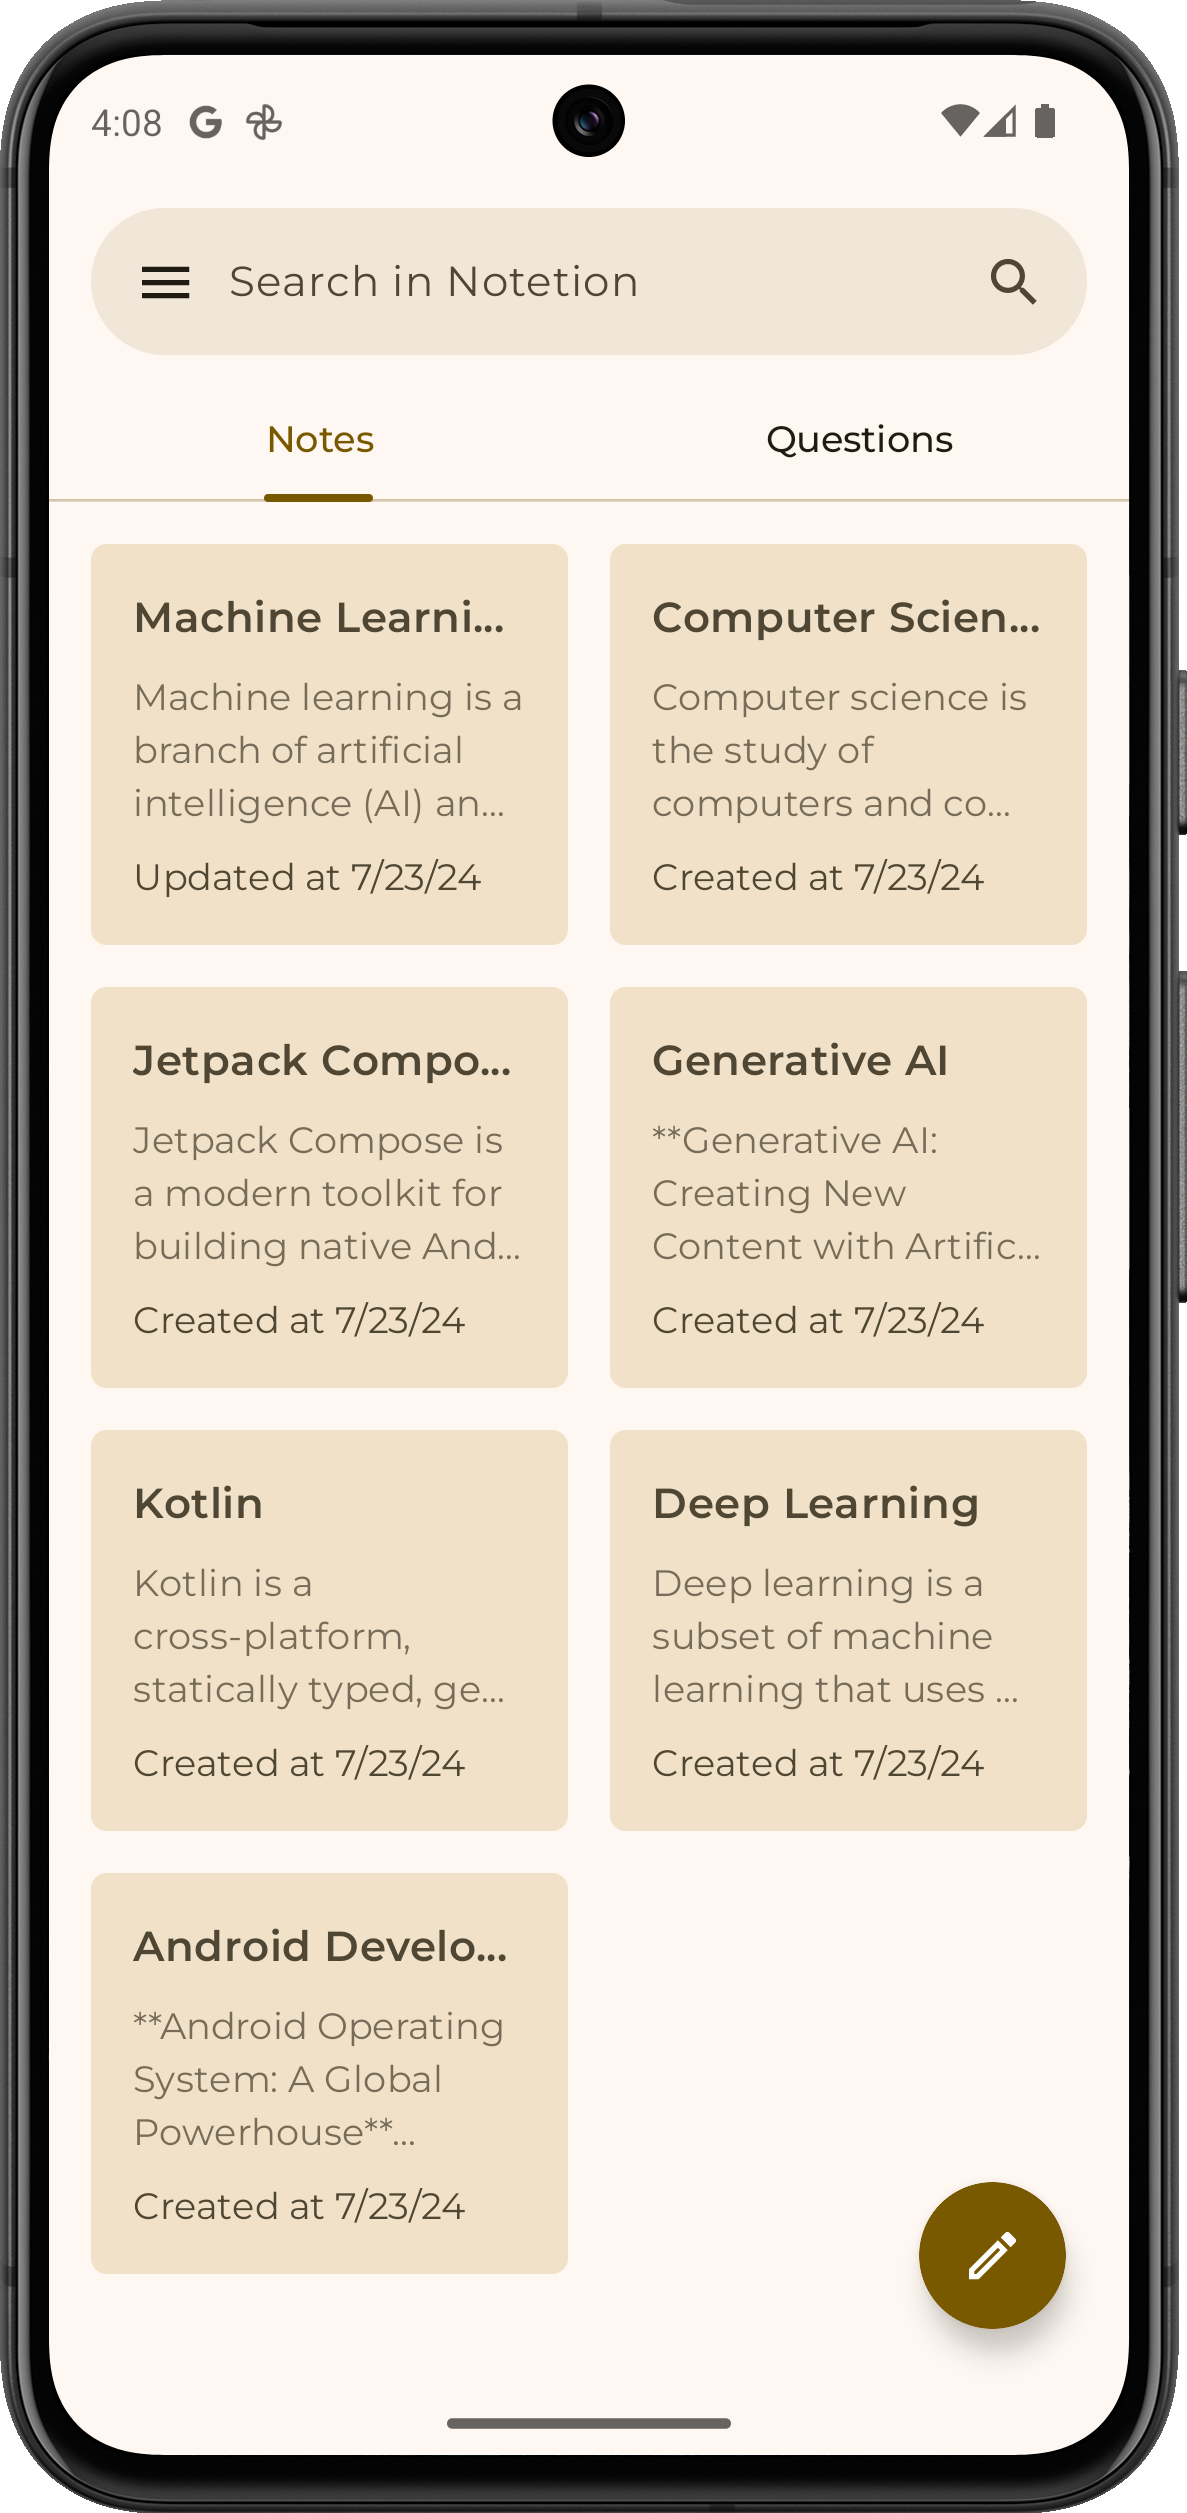 4:08
Search in Notetion
Notes
Questions
Machine Learni...
Machine learning is a
branch of artificial
intelligence (AI) an...
Updated at 7/23/24
Computer Scien...
Computer science is
the study of
computers and co...
Created at 7/23/24
Jetpack Compo...
Jetpack Compose is
a modern toolkit for
building native And...
Created at 7/23/24
Generative AI
**Generative AI:
Creating New
Content with Artific...
Created at 7/23/24
Kotlin
Kotlin is a
cross-platform,
statically typed, ge...
Created at 7/23/24
Deep Learning
Deep learning is a
subset of machine
learning that uses ...
Created at 7/23/24
Android Develo...
**Android Operating
System: A Global
Powerhouse**...
Created at 7/23/24